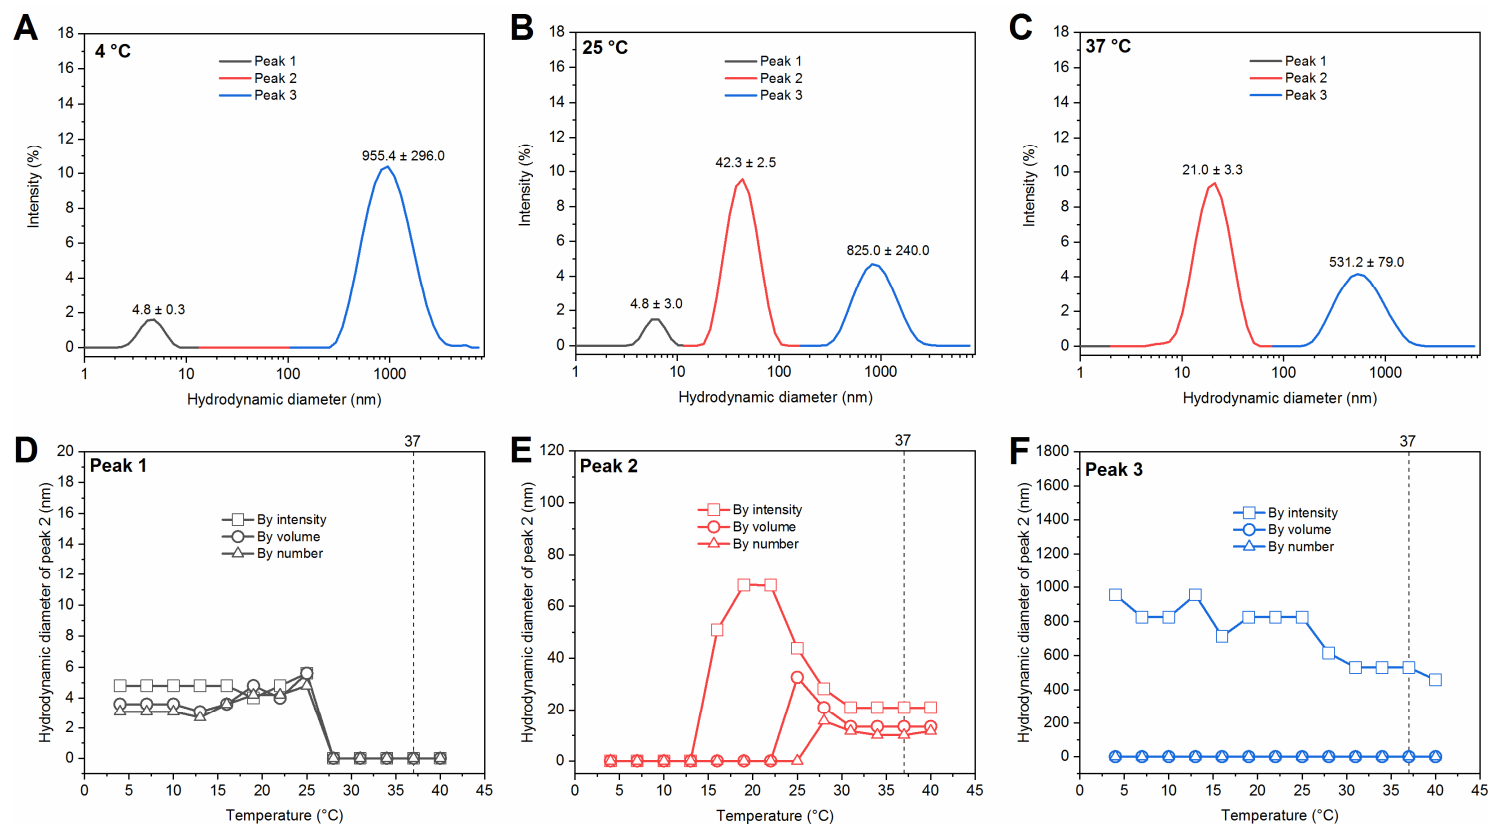 A
4 °C
Peak 1
Peak 2
Peak 3
4.8 ± 0.3
955.4 ± 296.0
Intensity (%)
18
16
14
12
10
8
6
4
2
0
1
10
100
1000
Hydrodynamic diameter (nm)
B
25 °C
Peak 1
Peak 2
Peak 3
4.8 ± 3.0
42.3 ± 2.5
825.0 ± 240.0
Intensity (%)
18
16
14
12
10
8
6
4
2
0
1
10
100
1000
Hydrodynamic diameter (nm)
C
37 °C
Peak 1
Peak 2
Peak 3
21.0 ± 3.3
531.2 ± 79.0
Intensity (%)
18
16
14
12
10
8
6
4
2
0
1
10
100
1000
Hydrodynamic diameter (nm)
D
Peak 1
37
By intensity
By volume
By number
Hydrodynamic diameter of peak 2 (nm)
20
18
16
14
12
10
8
6
4
2
0
0
5
10
15
20
25
30
35
40
45
Temperature (°C)
E
Peak 2
37
By intensity
By volume
By number
Hydrodynamic diameter of peak 2 (nm)
120
100
80
60
40
20
0
0
5
10
15
20
25
30
35
40
45
Temperature (°C)
F
Peak 3
37
By intensity
By volume
By number
Hydrodynamic diameter of peak 2 (nm)
1800
1600
1400
1200
1000
800
600
400
200
0
0
5
10
15
20
25
30
35
40
45
Temperature (°C)